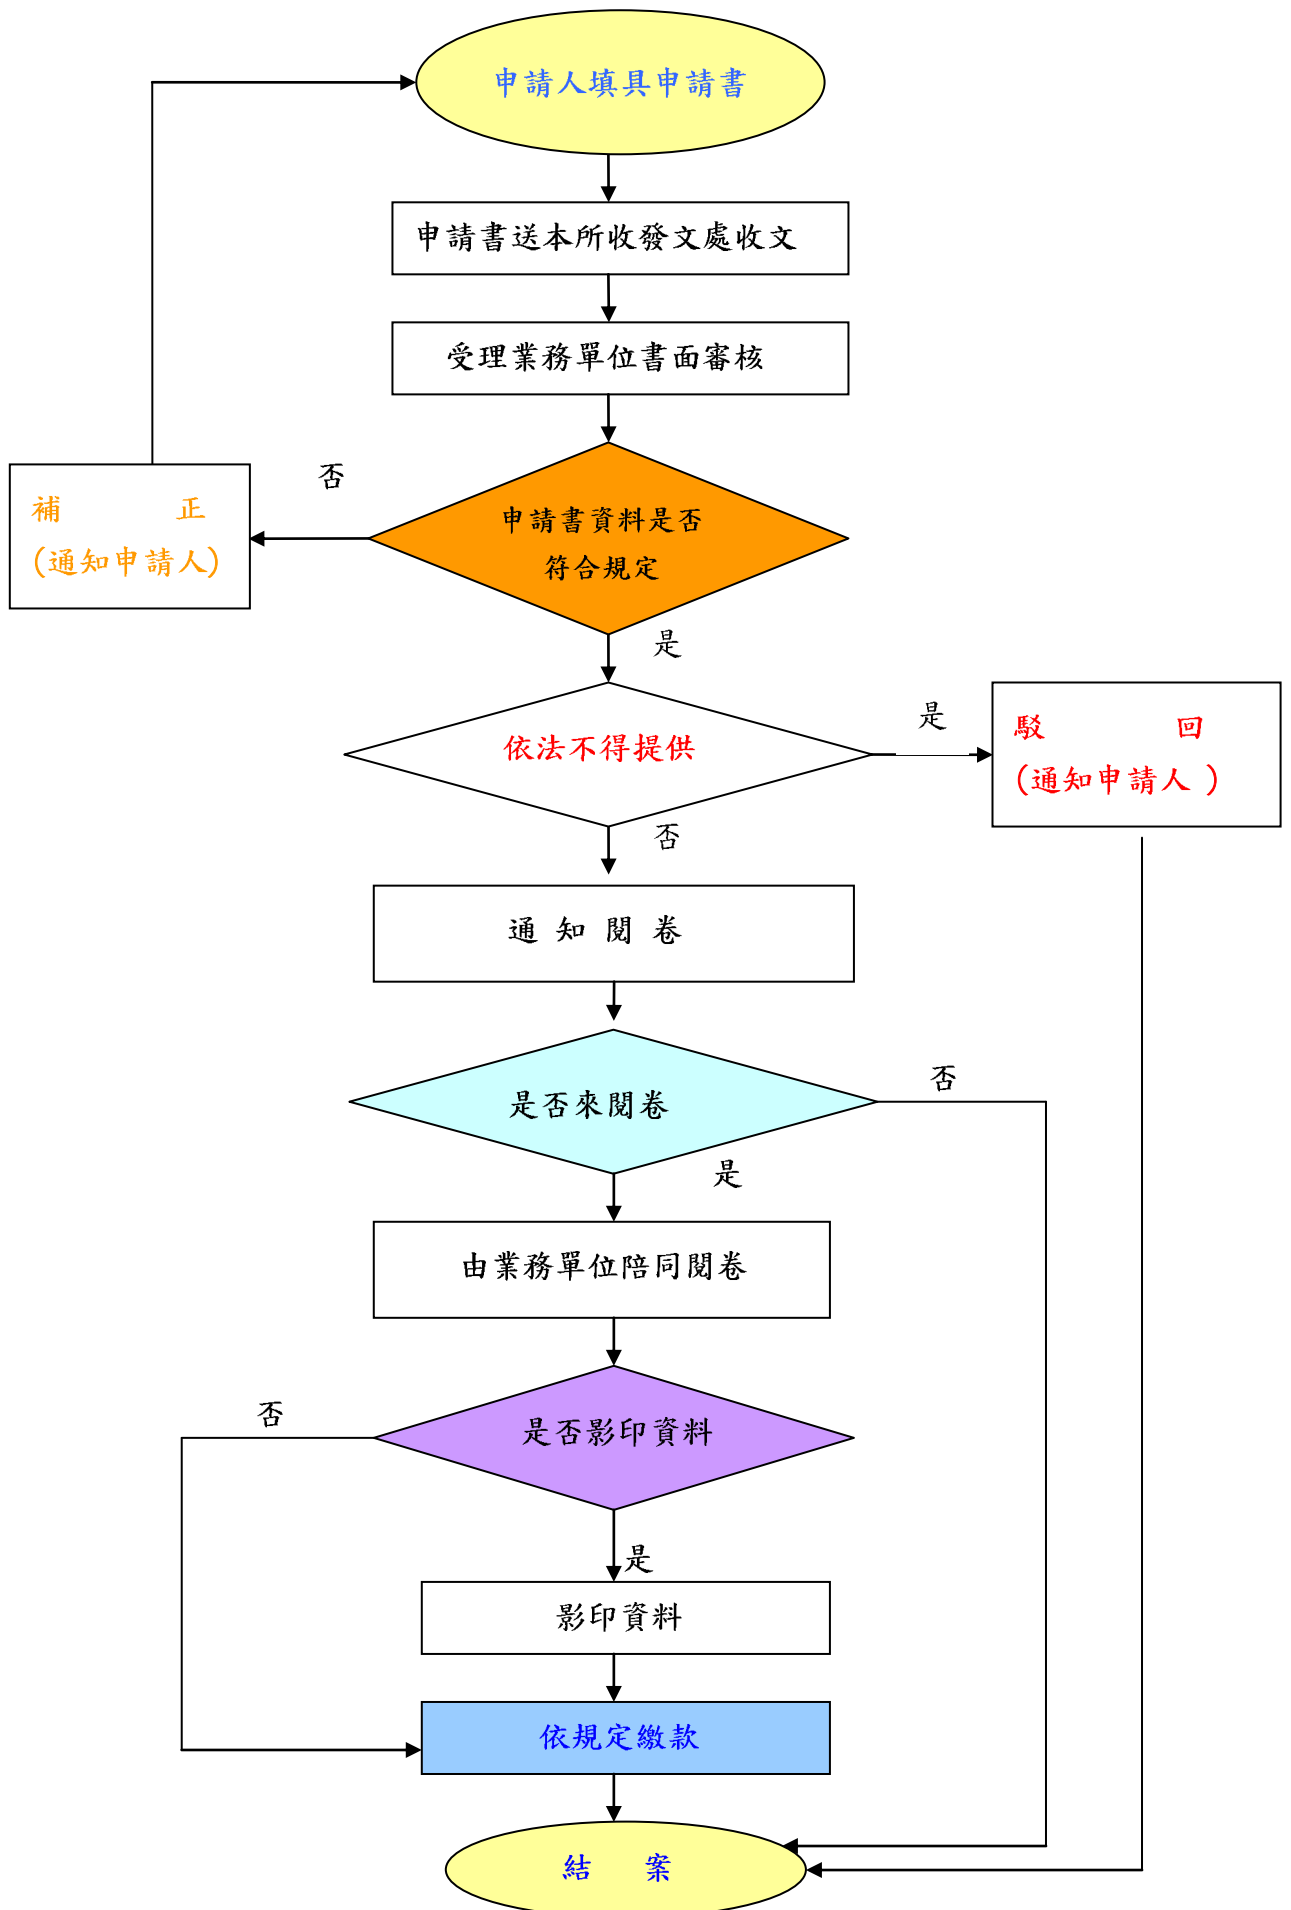 申請人填具申請書
申請書送本所收發文處收文
受理業務單位書面審核
否
補 正
(通知申請人)
申請書資料是否
符合規定
是
依法不得提供
是
駁 回
(通知申請人 )
否
通 知 閱 卷
是否來閱卷
否
是
由業務單位陪同閱卷
否
是否影印資料
是
影印資料
依規定繳款
結 案